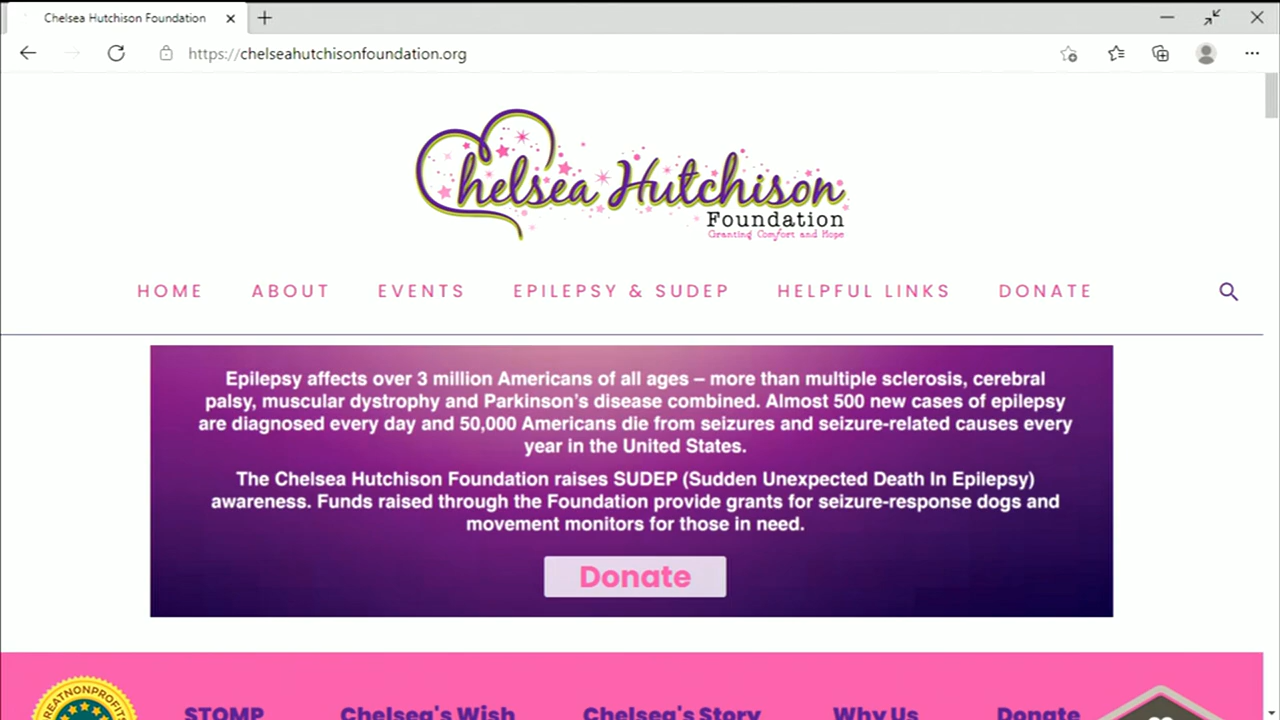 Chelsea Hutchison Foundation
https://chelseahutchisonfoundation.org
Chelsea Hutchison
Foundation
Granting Comfort and Hope
HOME ABOUT EVENTS EPILEPSY & SUDEP HELPFUL LINKS DONATE
Epilepsy affects over 3 million Americans of all ages – more than multiple sclerosis, cerebral
palsy, muscular dystrophy and Parkinson's disease combined. Almost 500 new cases of epilepsy
are diagnosed every day and 50,000 Americans die from seizures and seizure-related causes every
year in the United States.
The Chelsea Hutchison Foundation raises SUDEP (Sudden Unexpected Death In Epilepsy)
awareness. Funds raised through the Foundation provide grants for seizure-response dogs and
movement monitors for those in need.
Donate
GREATNONPROFITS
STOMP Chelsea's Wish Chelsea's Story Why Us Donate